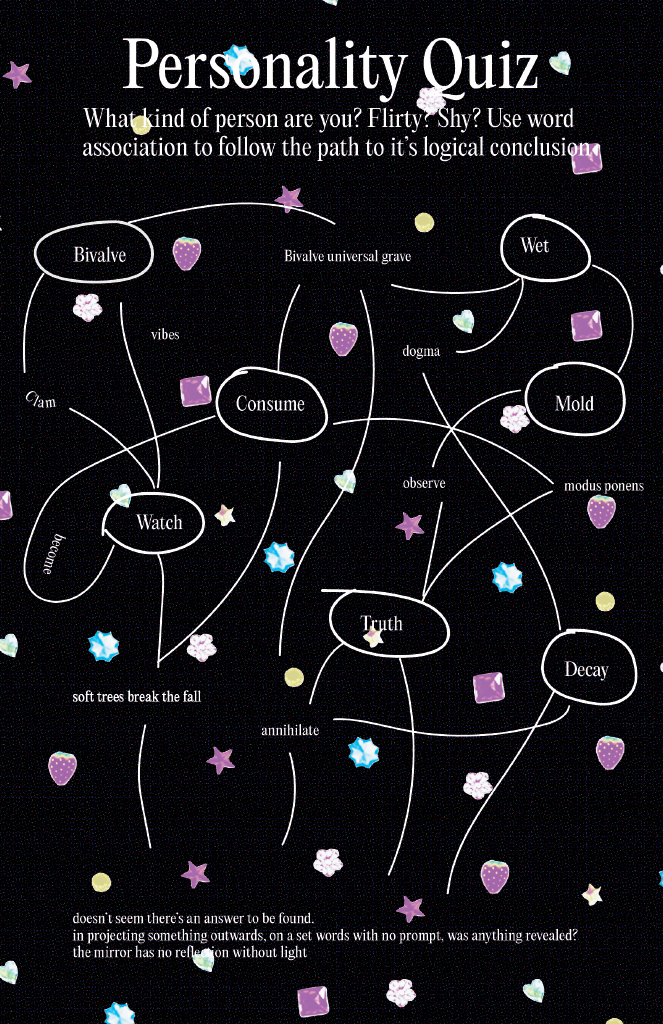 Personality Quiz
What kind of person are you? Flirty? Shy? Use word
association to follow the path to it's logical conclusion.
Bivalve
Bivalve universal grave
Wet
vibes
dogma
Clam
Consume
Mold
observe
modus ponens
Watch
become
Truth
Decay
soft trees break the fall
annihilate
doesn't seem there's an answer to be found.
in projecting something outwards, on a set words with no prompt, was anything revealed?
the mirror has no reflection without light